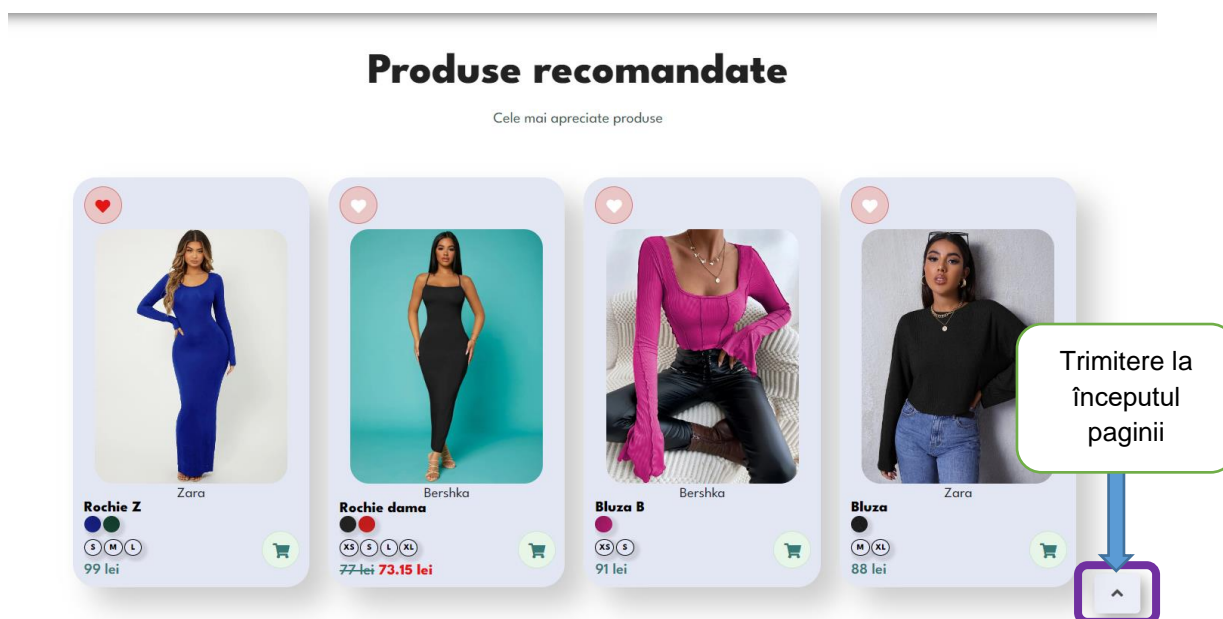 Produse recomandate
Cele mai apreciate produse
Zara
Rochie Z
S M L
99 lei
Bershka
Rochie dama
XS S L XL
77 lei 73.15 lei
Bershka
Bluza B
XS S
91 lei
Zara
Bluza
M XL
88 lei
Trimitere la
începutul
paginii